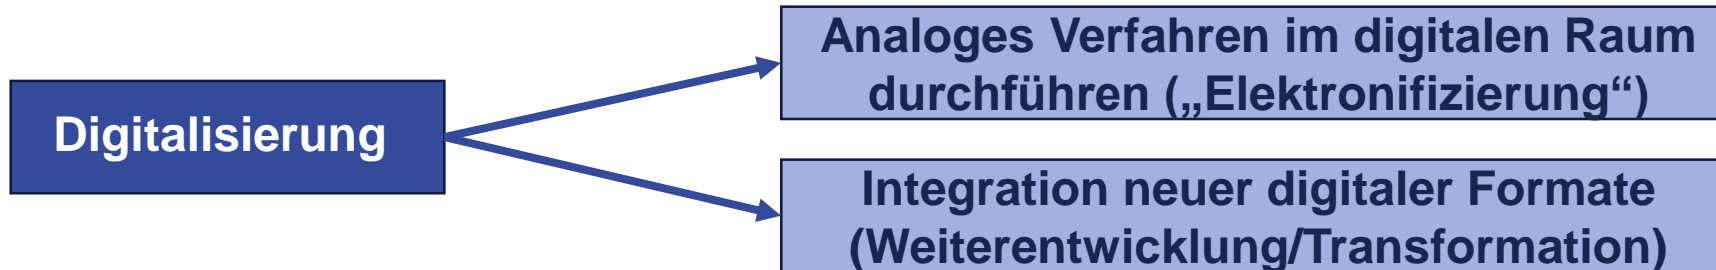 Digitalisierung
Analoges Verfahren im digitalen Raum
durchführen („Elektronifizierung“)
Integration neuer digitaler Formate
(Weiterentwicklung/Transformation)